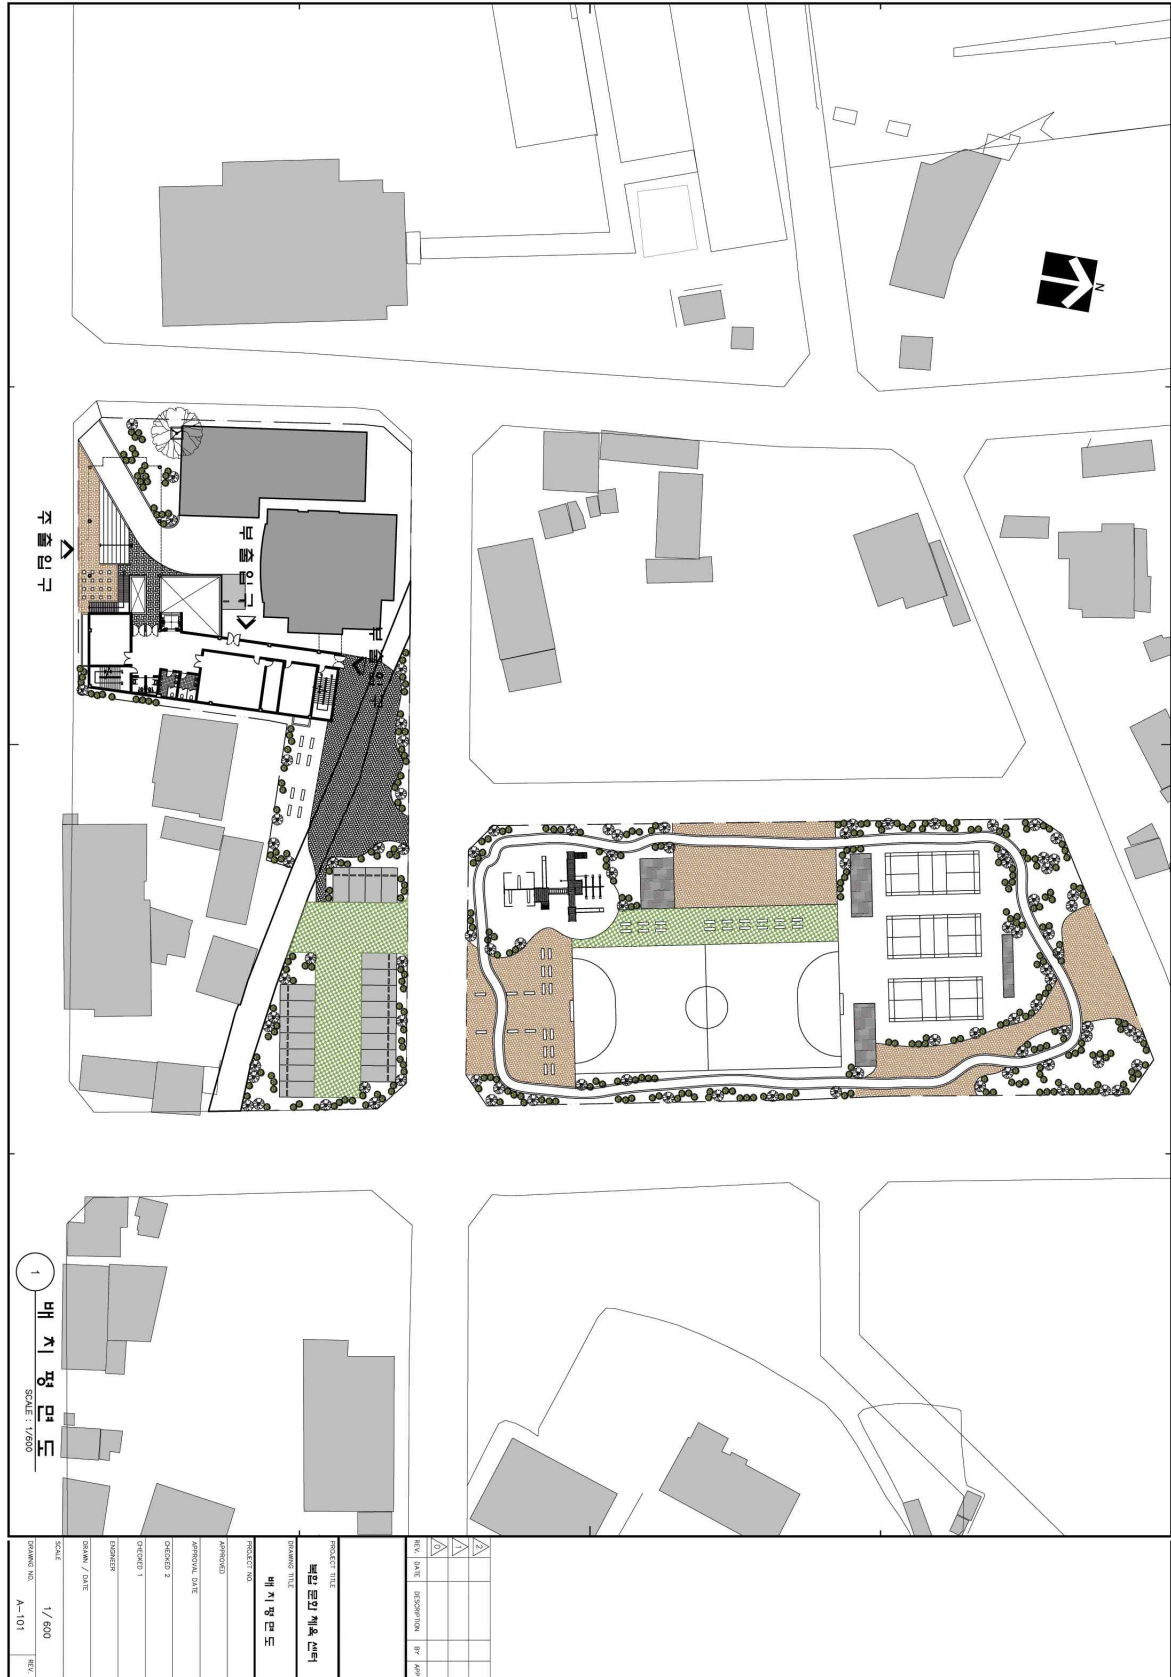 N
주출입구
부출입구
부출입구
1
배 치 평 면 도
SCALE : 1/600
2
1
0
REV.
DATE
DESCRIPTION
BY
APP
PROJECT TITLE
복합 문화 체육 센터
DRAWING TITLE
배 치 평 면 도
PROJECT NO.
APPROVED
APPROVAL DATE
CHECKED 2
CHECKED 1
ENGINEER
DRAWN / DATE
SCALE
1/ 600
DRAWING NO.
A-101
REV.